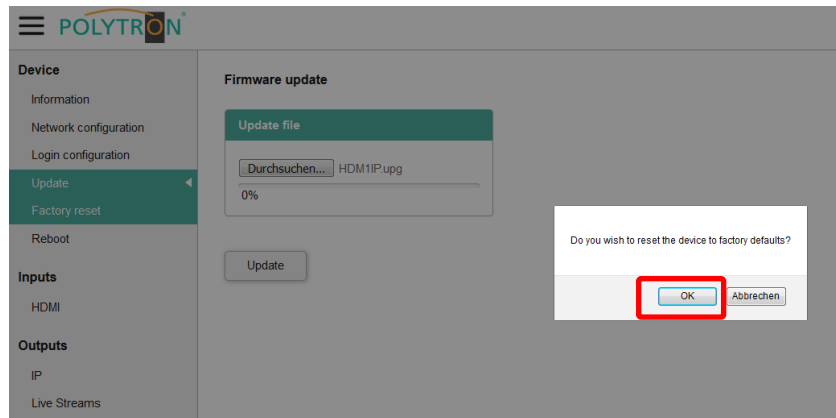 POLYTRON
Device
Information
Network configuration
Login configuration
Update
Factory reset
Reboot
Inputs
HDMI
Outputs
IP
Live Streams
Firmware update
Update file
Durchsuchen... HDM1IP.upg
0%
Update
Do you wish to reset the device to factory defaults?
OK Abbrechen